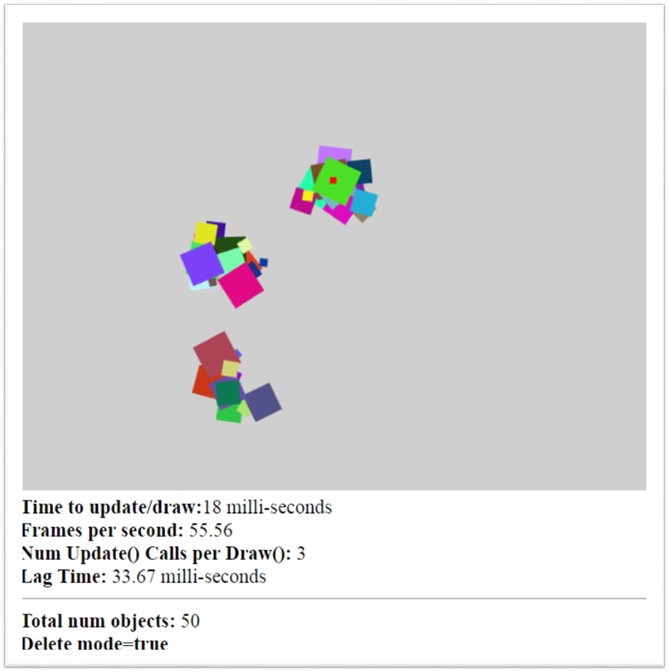 Time to update/draw:18 milli-seconds
Frames per second: 55.56
Num Update() Calls per Draw(): 3
Lag Time: 33.67 milli-seconds
Total num objects: 50
Delete mode=true